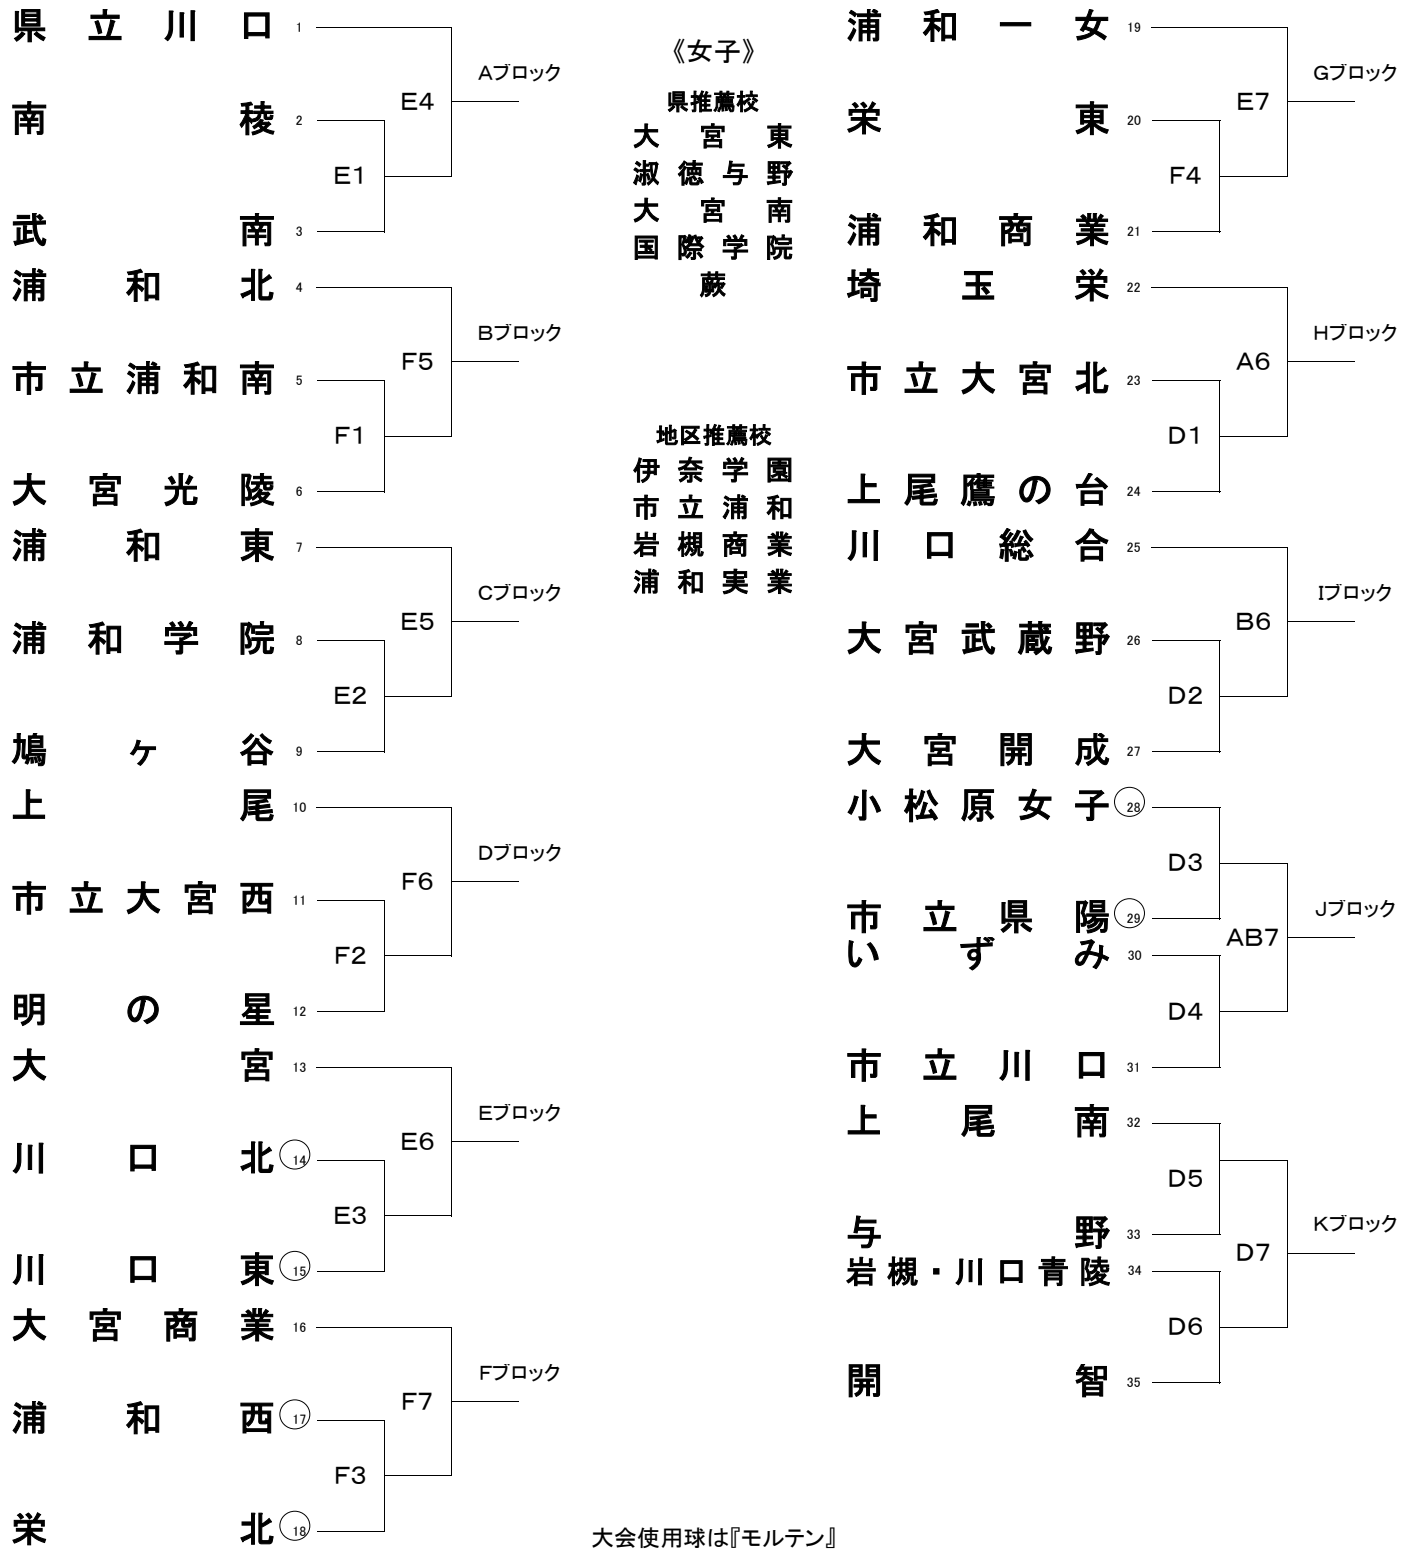 県立川口 1
Aブロック
E4
南稜 2
E1
武南 3
浦和北 4
Bブロック
F5
市立浦和南 5
F1
大宮光陵 6
浦和東 7
Cブロック
E5
浦和学院 8
E2
鳩ヶ谷 9
上尾 10
Dブロック
F6
市立大宮西 11
F2
明の星 12
大宮 13
Eブロック
E6
川口北 14
E3
川口東 15
大宮商業 16
Fブロック
F7
浦和西 17
F3
栄北 18
《女子》
県推薦校
大宮東
淑徳与野
大宮南
国際学院
蕨
地区推薦校
伊奈学園
市立浦和
岩槻商業
浦和実業
浦和一女 19
Gブロック
E7
栄東 20
F4
浦和商業 21
埼玉栄 22
Hブロック
A6
市立大宮北 23
D1
上尾鷹の台 24
川口総合 25
Iブロック
B6
大宮武蔵野 26
D2
大宮開成 27
小松原女子 28
D3
Jブロック
市立県陽 29
AB7
いずみ 30
D4
市立川口 31
上尾南 32
D5
Kブロック
与野 33
D7
岩槻・川口青陵 34
D6
開智 35
大会使用球は『モルテン』